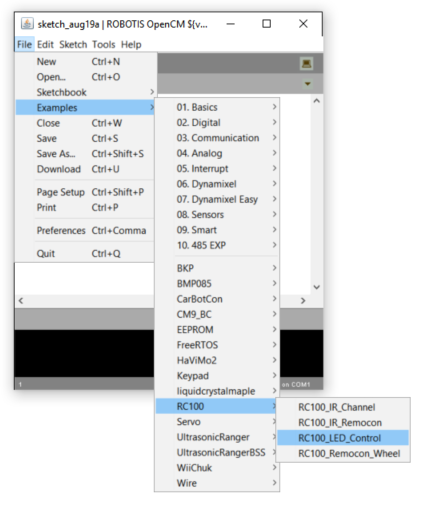 sketch_aug19a | ROBOTIS OpenCM ${v...
File Edit Sketch Tools Help
New Ctrl+N
Open... Ctrl+O
Sketchbook
Examples
Close Ctrl+W
Save Ctrl+S
Save As... Ctrl+Shift+S
Download Ctrl+U
Page Setup Ctrl+Shift+P
Print Ctrl+P
Preferences Ctrl+Comma
Quit Ctrl+Q
01. Basics
02. Digital
03. Communication
04. Analog
05. Interrupt
06. Dynamixel
07. Dynamixel Easy
08. Sensors
09. Smart
10. 485 EXP
BKP
BMP085
CarBotCon
CM9_BC
EEPROM
FreeRTOS
HaViMo2
Keypad
liquidcrystalmaple
RC100
Servo
UltrasonicRanger
UltrasonicRangerBSS
WiiChuk
Wire
RC100_IR_Channel
RC100_IR_Remocon
RC100_LED_Control
RC100_Remocon_Wheel
1
on COM1